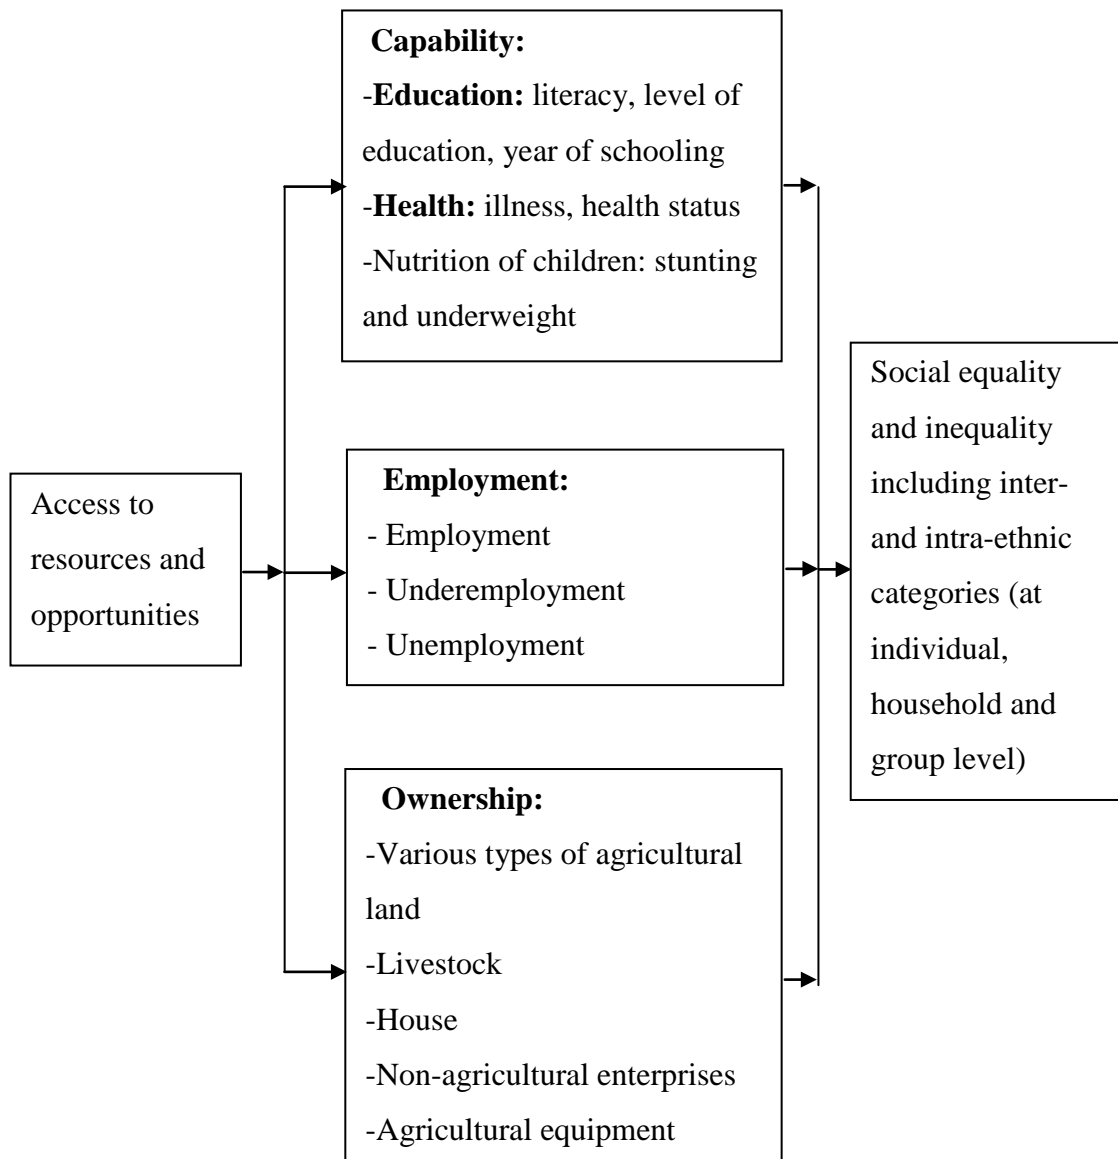 Capability:
-Education: literacy, level of
education, year of schooling
-Health: illness, health status
-Nutrition of children: stunting
and underweight
Access to
resources and
opportunities
Employment:
- Employment
- Underemployment
- Unemployment
Ownership:
-Various types of agricultural
land
-Livestock
-House
-Non-agricultural enterprises
-Agricultural equipment
Social equality
and inequality
including inter-
and intra-ethnic
categories (at
individual,
household and
group level)